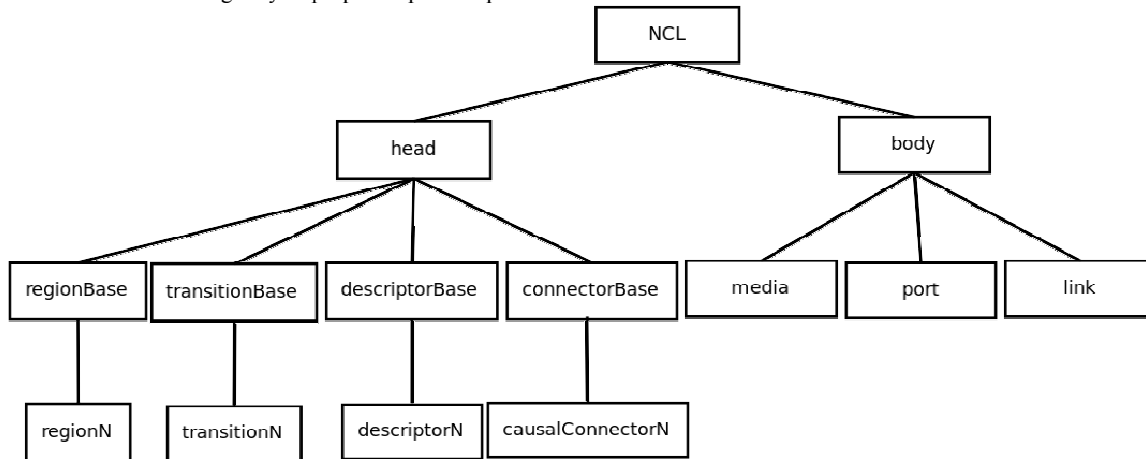 NCL
head
body
regionBase
transitionBase
descriptorBase
connectorBase
media
port
link
regionN
transitionN
descriptorN
causalConnectorN